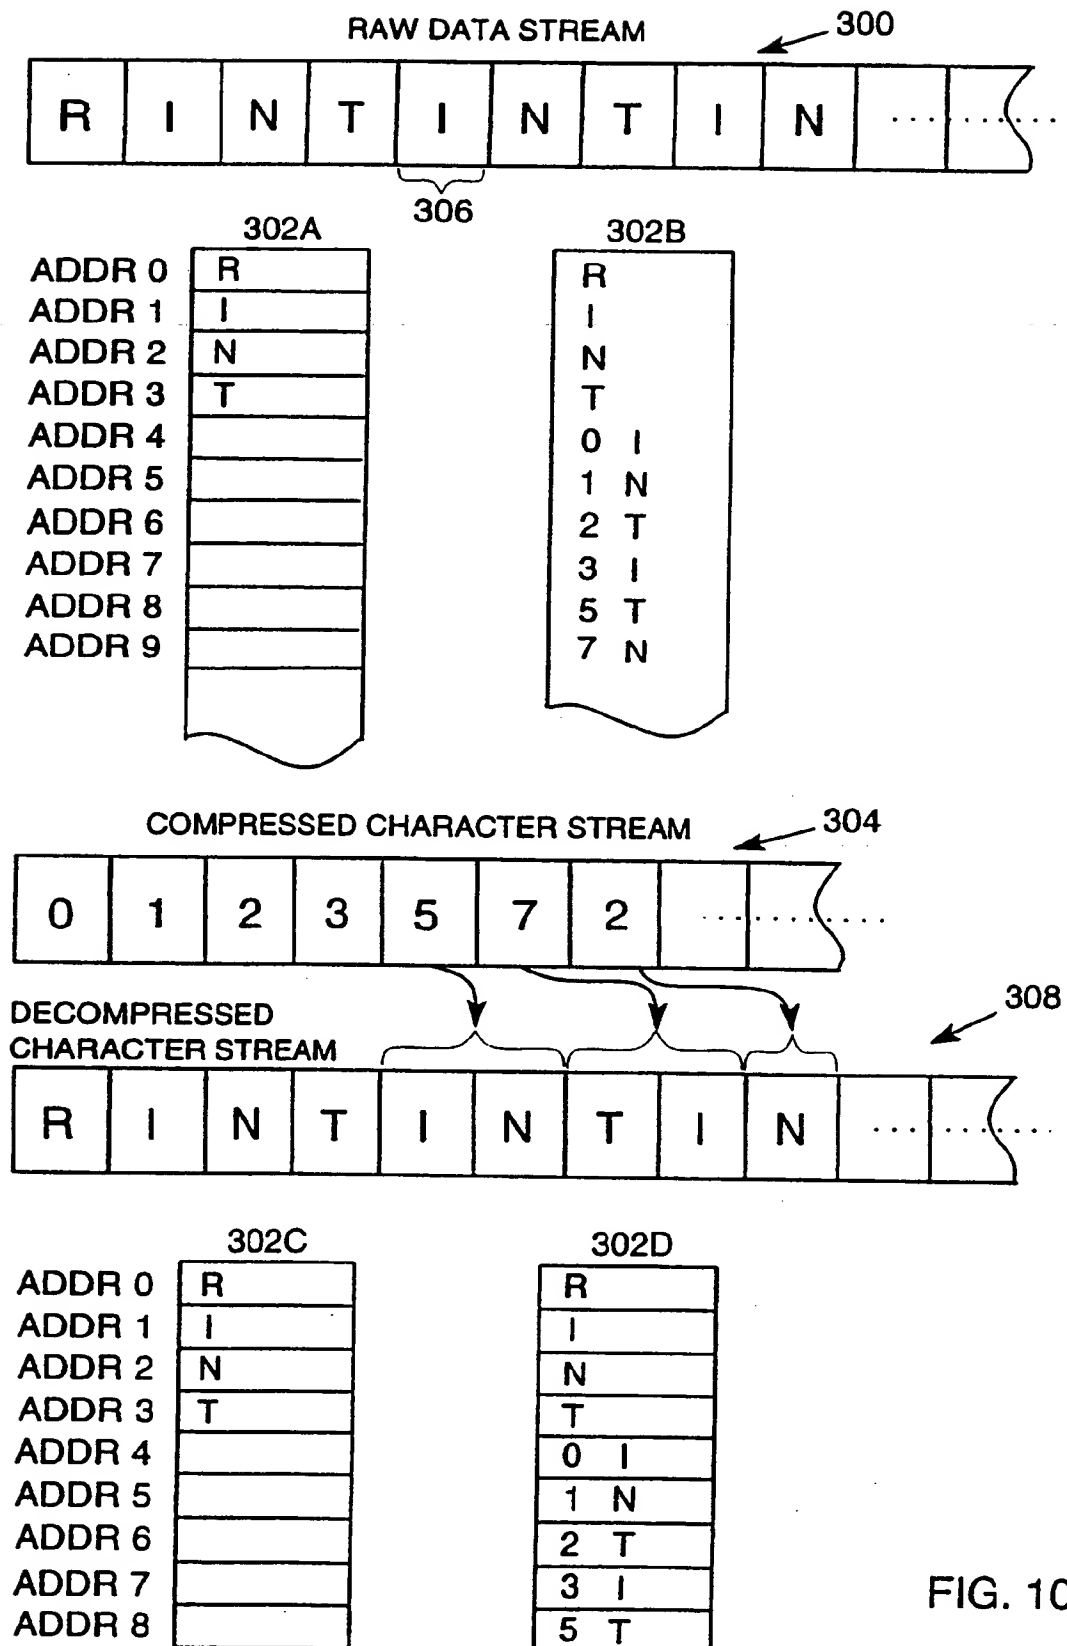 RAW DATA STREAM 300
R I N T I N T I N ..........
306
302A 302B
ADDR 0 R R
ADDR 1 I I
ADDR 2 N N
ADDR 3 T T
ADDR 4 0 I
ADDR 5 1 N
ADDR 6 2 T
ADDR 7 3 I
ADDR 8 5 T
ADDR 9 7 N
COMPRESSED CHARACTER STREAM 304
0 1 2 3 5 7 2 ..........
308
DECOMPRESSED
CHARACTER STREAM
R I N T I N T I N ..........
302C 302D
ADDR 0 R R
ADDR 1 I I
ADDR 2 N N
ADDR 3 T T
ADDR 4 0 I
ADDR 5 1 N
ADDR 6 2 T
ADDR 7 3 I
ADDR 8 5 T
FIG. 10